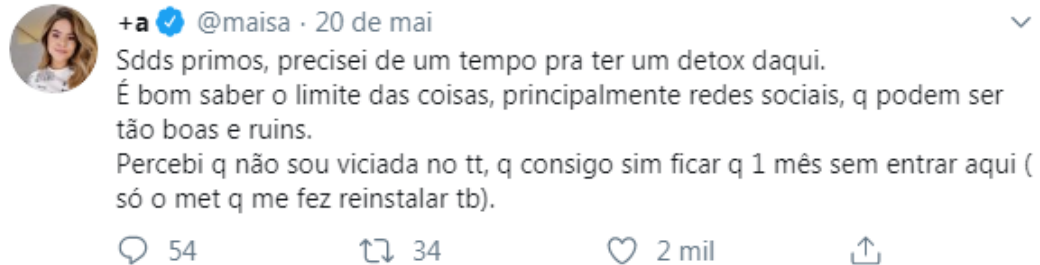 +a @maisa · 20 de mai
Sdds primos, precisei de um tempo pra ter um detox daqui.
É bom saber o limite das coisas, principalmente redes sociais, q podem ser
tão boas e ruins.
Percebi q não sou viciada no tt, q consigo sim ficar q 1 mês sem entrar aqui (
só o met q me fez reinstalar tb).
54 34 2 mil